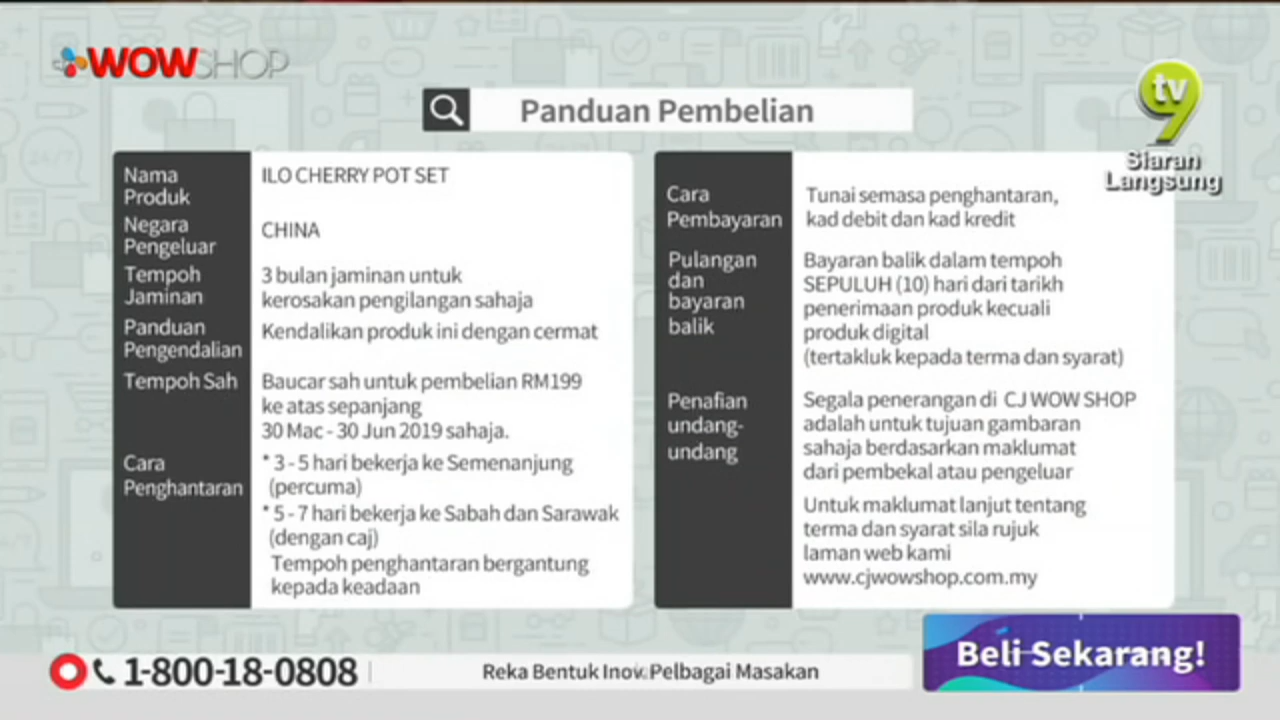 WOWSHOP
Panduan Pembelian
tv9
Siaran
Langsung
Nama
Produk
ILO CHERRY POT SET
Negara
Pengeluar
CHINA
Tempoh
Jaminan
3 bulan jaminan untuk
kerosakan pengilangan sahaja
Panduan
Pengendalian
Kendalikan produk ini dengan cermat
Tempoh Sah
Baucar sah untuk pembelian RM199
ke atas sepanjang
30 Mac - 30 Jun 2019 sahaja.
Cara
Penghantaran
* 3 - 5 hari bekerja ke Semenanjung
(percuma)
* 5 - 7 hari bekerja ke Sabah dan Sarawak
(dengan caj)
Tempoh penghantaran bergantung
kepada keadaan
Cara
Pembayaran
Tunai semasa penghantaran,
kad debit dan kad kredit
Pulangan
dan
bayaran
balik
Bayaran balik dalam tempoh
SEPULUH (10) hari dari tarikh
penerimaan produk kecuali
produk digital
(tertakluk kepada terma dan syarat)
Penafian
undang-
undang
Segala penerangan di CJ WOW SHOP
adalah untuk tujuan gambaran
sahaja berdasarkan maklumat
dari pembekal atau pengeluar
Untuk maklumat lanjut tentang
terma dan syarat sila rujuk
laman web kami
www.cjwowshop.com.my
1-800-18-0808
Reka Bentuk Pelbagai Masakan
Beli Sekarang!